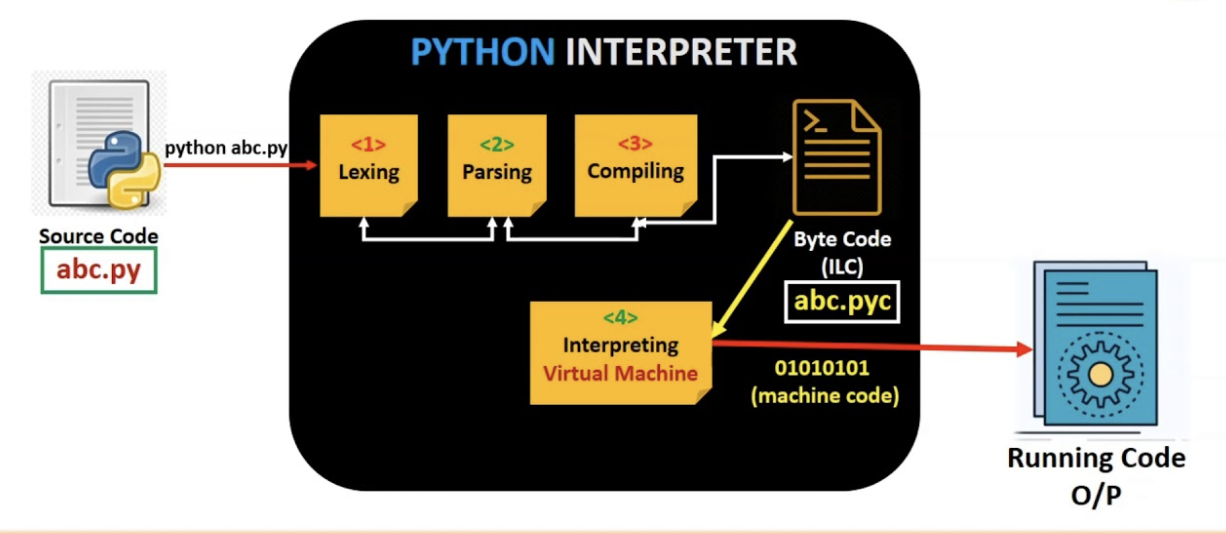 PYTHON INTERPRETER
python abc.py
<1>
Lexing
<2>
Parsing
<3>
Compiling
Source Code
abc.py
Byte Code
(ILC)
abc.pyc
<4>
Interpreting
Virtual Machine
01010101
(machine code)
Running Code
O/P